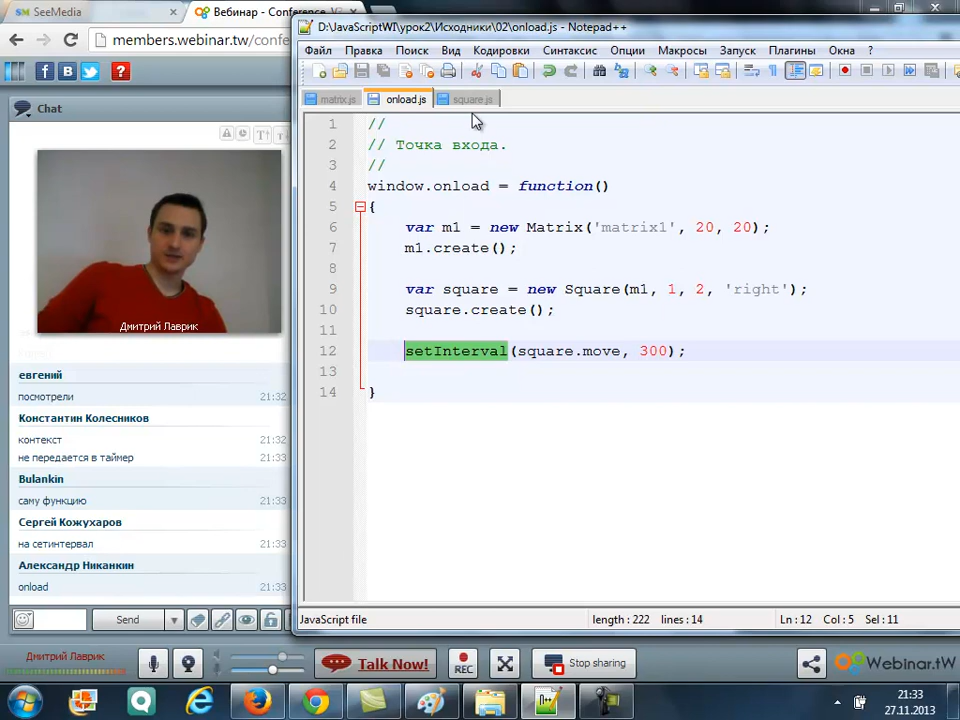 SeeMedia
Вебинар - Conference
members.webinar.tw/confe
Chat
Дмитрий Лаврик
евгений
посмотрели 21:32
Константин Колесников
контекст 21:32
не передается в таймер 21:33
Bulankin
саму функцию 21:33
Сергей Кожухаров
на сетинтервал 21:33
Александр Никанкин
onload 21:33
Send
D:\JavaScriptWI\урок2\Исходники\02\onload.js - Notepad++
Файл Правка Поиск Вид Кодировки Синтаксис Опции Макросы Запуск Плагины Окна ?
matrix.js onload.js square.js
1 //
2 // Точка входа.
3 //
4 window.onload = function()
5 {
6 var m1 = new Matrix('matrix1', 20, 20);
7 m1.create();
8
9 var square = new Square(m1, 1, 2, 'right');
10 square.create();
11
12 setInterval(square.move, 300);
13
14 }
JavaScript file length : 222 lines : 14 Ln : 12 Col : 5 Sel : 11
Дмитрий Лаврик
Talk Now!
REC
Stop sharing
Webinar.tW
21:33
27.11.2013